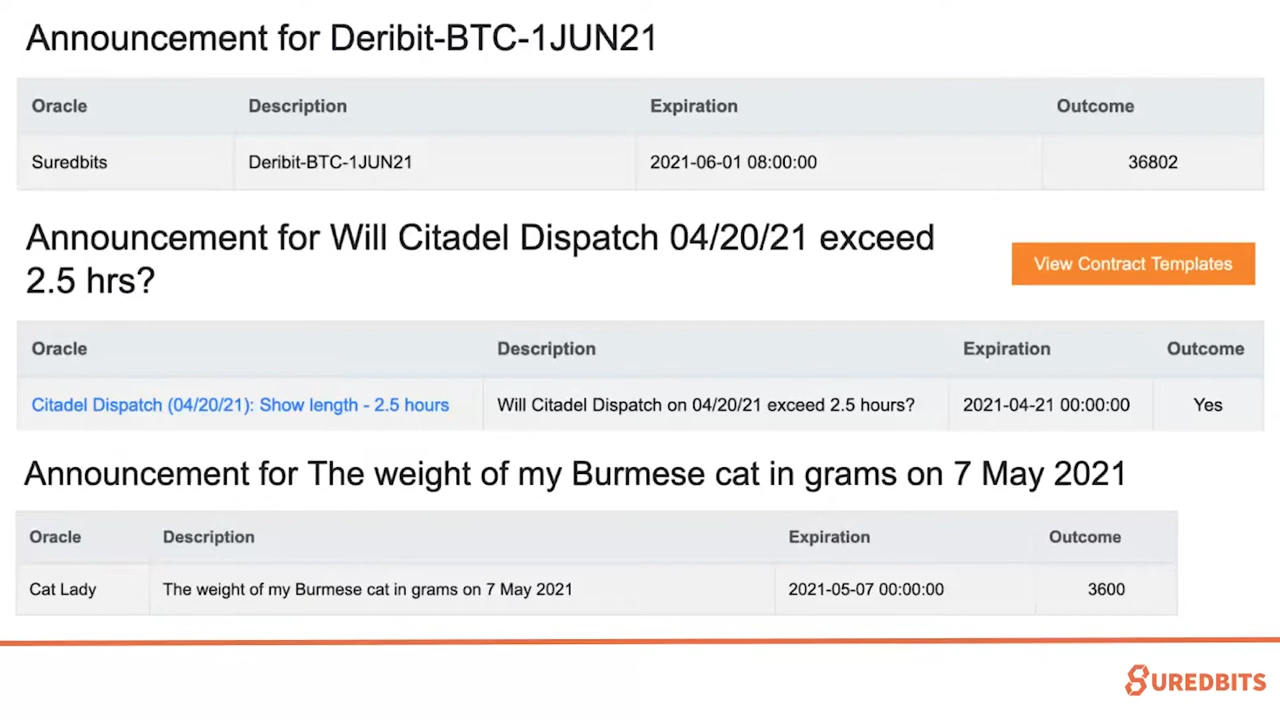 Announcement for Deribit-BTC-1JUN21
Oracle Description Expiration Outcome
Suredbits Deribit-BTC-1JUN21 2021-06-01 08:00:00 36802
Announcement for Will Citadel Dispatch 04/20/21 exceed
2.5 hrs?
View Contract Templates
Oracle Description Expiration Outcome
Citadel Dispatch (04/20/21): Show length - 2.5 hours Will Citadel Dispatch on 04/20/21 exceed 2.5 hours? 2021-04-21 00:00:00 Yes
Announcement for The weight of my Burmese cat in grams on 7 May 2021
Oracle Description Expiration Outcome
Cat Lady The weight of my Burmese cat in grams on 7 May 2021 2021-05-07 00:00:00 3600
SUREDBITS